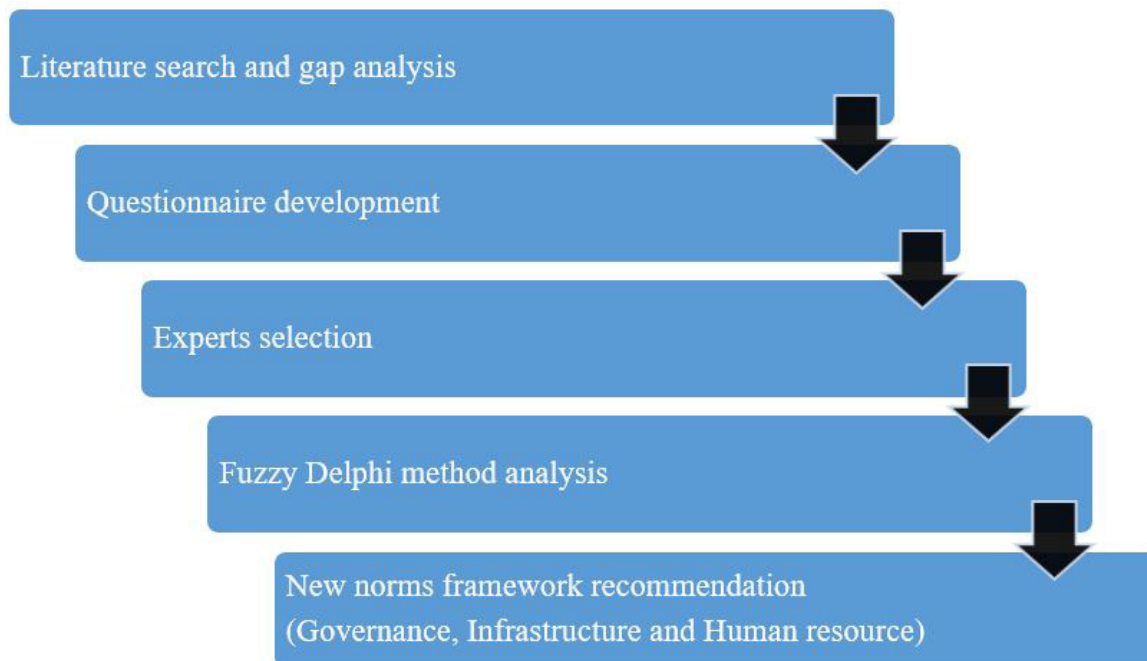 Literature search and gap analysis
Questionnaire development
Experts selection
Fuzzy Delphi method analysis
New norms framework recommendation
(Governance, Infrastructure and Human resource)